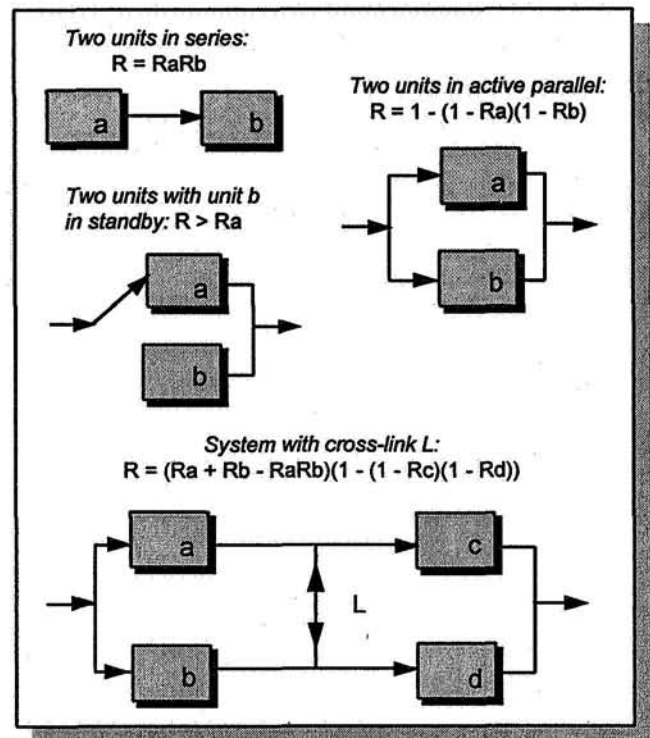 Two units in series:
R = RaRb
a
b
Two units in active parallel:
R = 1 - (1 - Ra)(1 - Rb)
a
b
Two units with unit b
in standby: R > Ra
a
b
System with cross-link L:
R = (Ra + Rb - RaRb)(1 - (1 - Rc)(1 - Rd))
a
c
L
b
d